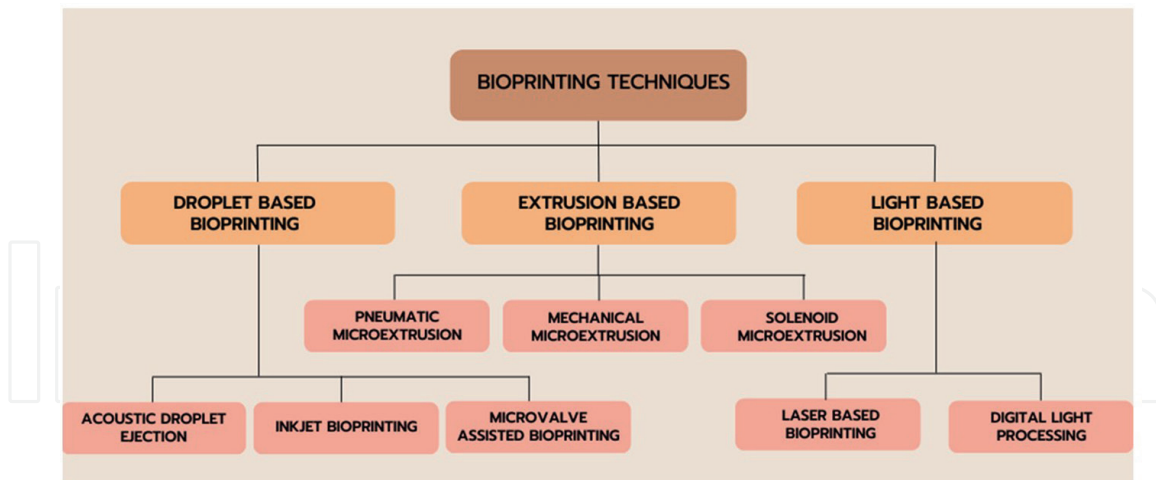 BIOPRINTING TECHNIQUES
DROPLET BASED
BIOPRINTING
EXTRUSION BASED
BIOPRINTING
LIGHT BASED
BIOPRINTING
PNEUMATIC
MICROEXTRUSION
MECHANICAL
MICROEXTRUSION
SOLENOID
MICROEXTRUSION
ACOUSTIC DROPLET
EJECTION
INKJET BIOPRINTING
MICROVALVE
ASSISTED BIOPRINTING
LASER BASED
BIOPRINTING
DIGITAL LIGHT
PROCESSING